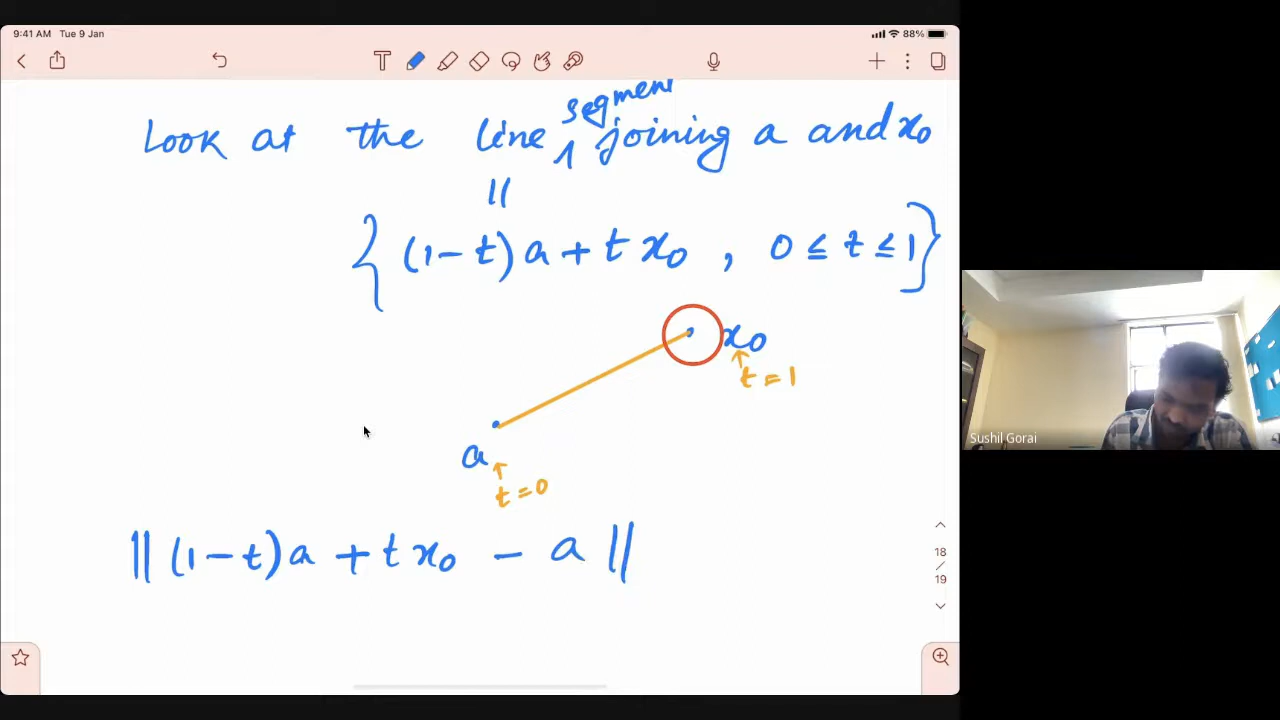 9:41 AM Tue 9 Jan
88%
segment
Look at the line ∧ joining a and x₀
||
{ (1-t)a + t x₀ , 0 ≤ t ≤ 1 }
x₀
↑
t = 1
a
↑
t = 0
|| (1-t)a + t x₀ - a ||
18
/
19
Sushil Gorai